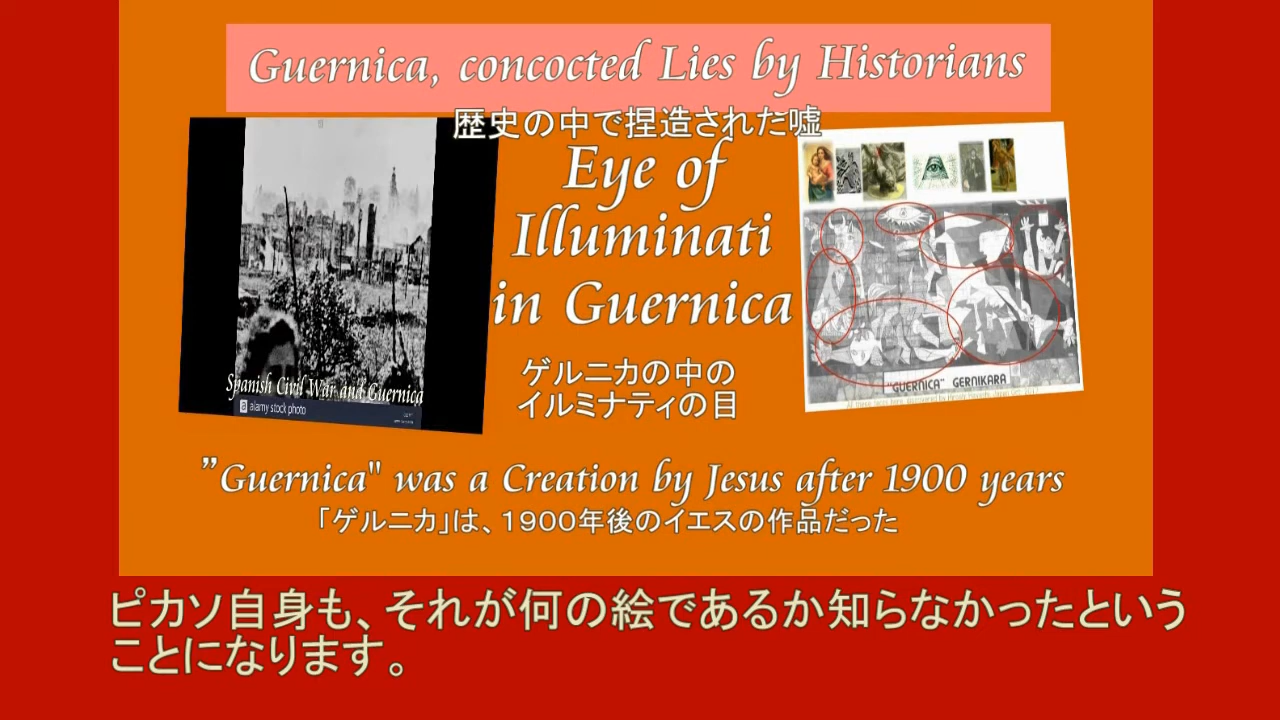 Guernica, concocted Lies by Historians
歴史の中で捏造された嘘
Eye of
Illuminati
in Guernica
ゲルニカの中の
イルミナティの目
Spanish Civil War and Guernica
a alamy stock photo
"GUERNICA" GERNIKARA
”Guernica" was a Creation by Jesus after 1900 years
「ゲルニカ」は、1900年後のイエスの作品だった
ピカソ自身も、それが何の絵であるか知らなかったという
ことになります。